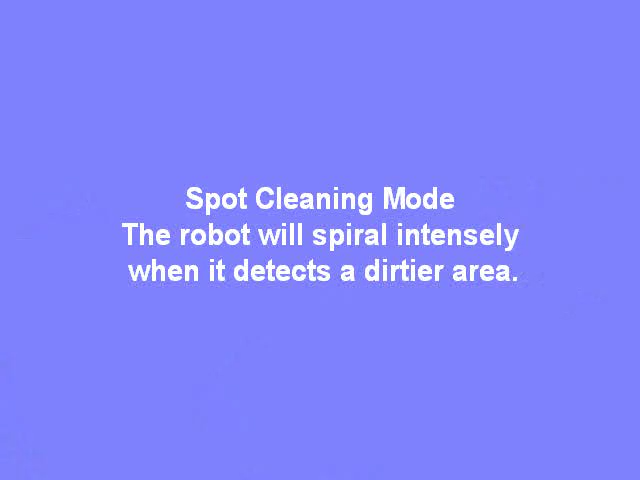 Spot Cleaning Mode
The robot will spiral intensely
when it detects a dirtier area.